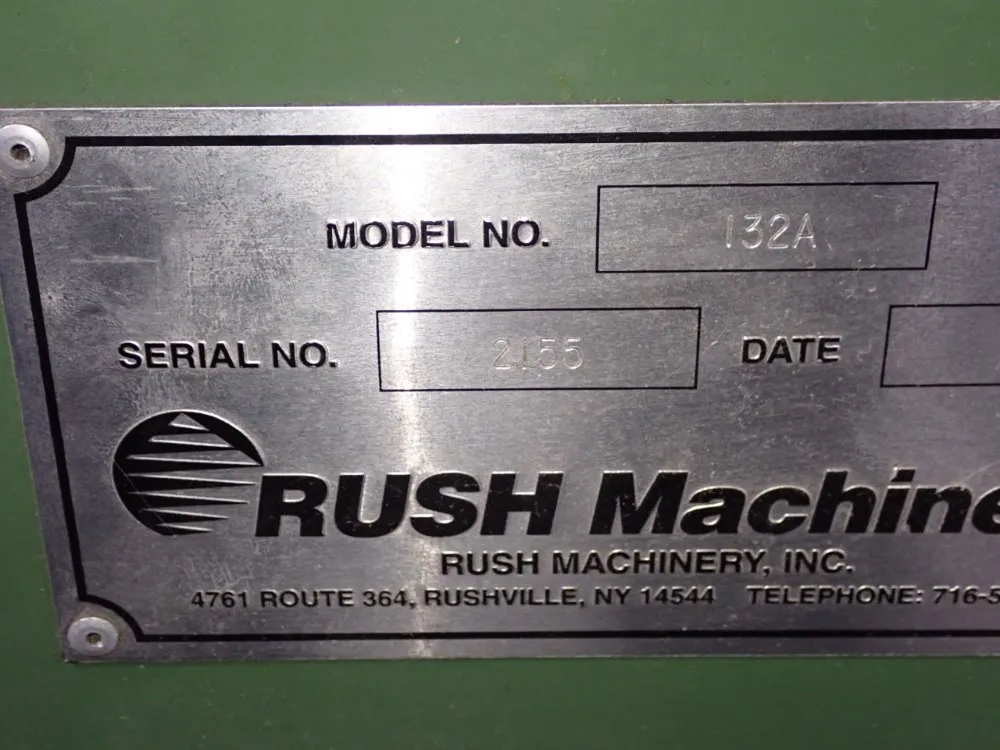 MODEL NO. 132A
SERIAL NO. 2155 DATE
RUSH Machine
RUSH MACHINERY, INC.
4761 ROUTE 364, RUSHVILLE, NY 14544 TELEPHONE: 716-5